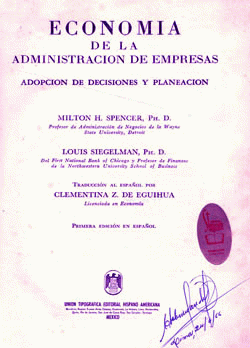 ECONOMIA
DE LA
ADMINISTRACION DE EMPRESAS
ADOPCION DE DECISIONES Y PLANEACION
MILTON H. SPENCER, PH. D.
Profesor de Administración de Negocios de la Wayne
State University, Detroit
LOUIS SIEGELMAN, PH. D.
Del First National Bank of Chicago y Profesor de Finanzas
de la Northwestern University School of Business
TRADUCCIÓN AL ESPAÑOL POR
CLEMENTINA Z. DE EGUIHUA
Licenciada en Economía
PRIMERA EDICIÓN EN ESPAÑOL
UNION TIPOGRAFICA EDITORIAL HISPANO AMERICANA
MEXICO